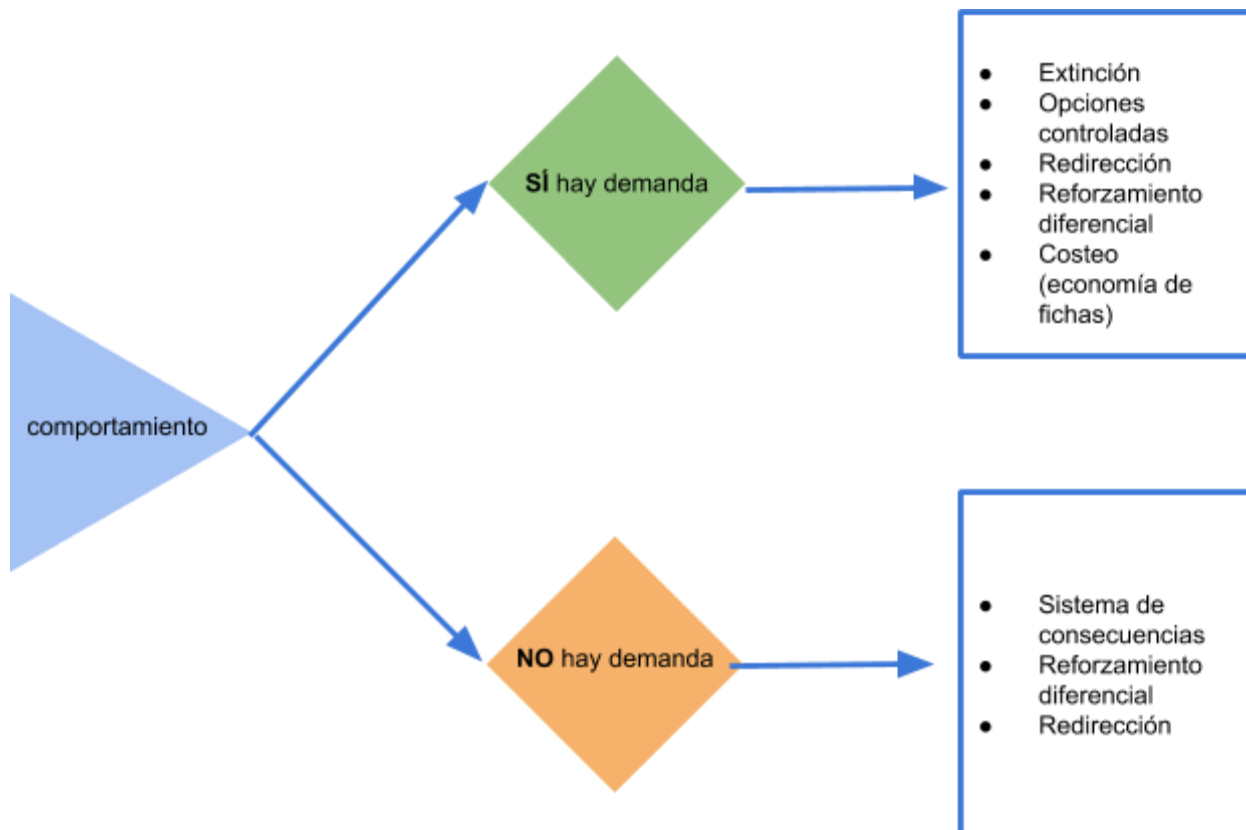 comportamiento
SÍ hay demanda
● Extinción
● Opciones
controladas
● Redirección
● Reforzamiento
diferencial
● Costeo
(economía de
fichas)
NO hay demanda
● Sistema de
consecuencias
● Reforzamiento
diferencial
● Redirección